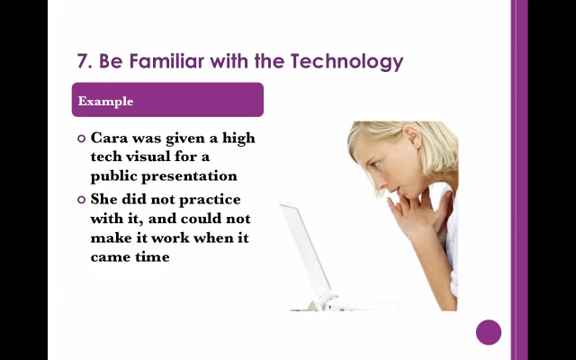 7. Be Familiar with the Technology
Example
Cara was given a high
tech visual for a
public presentation
She did not practice
with it, and could not
make it work when it
came time